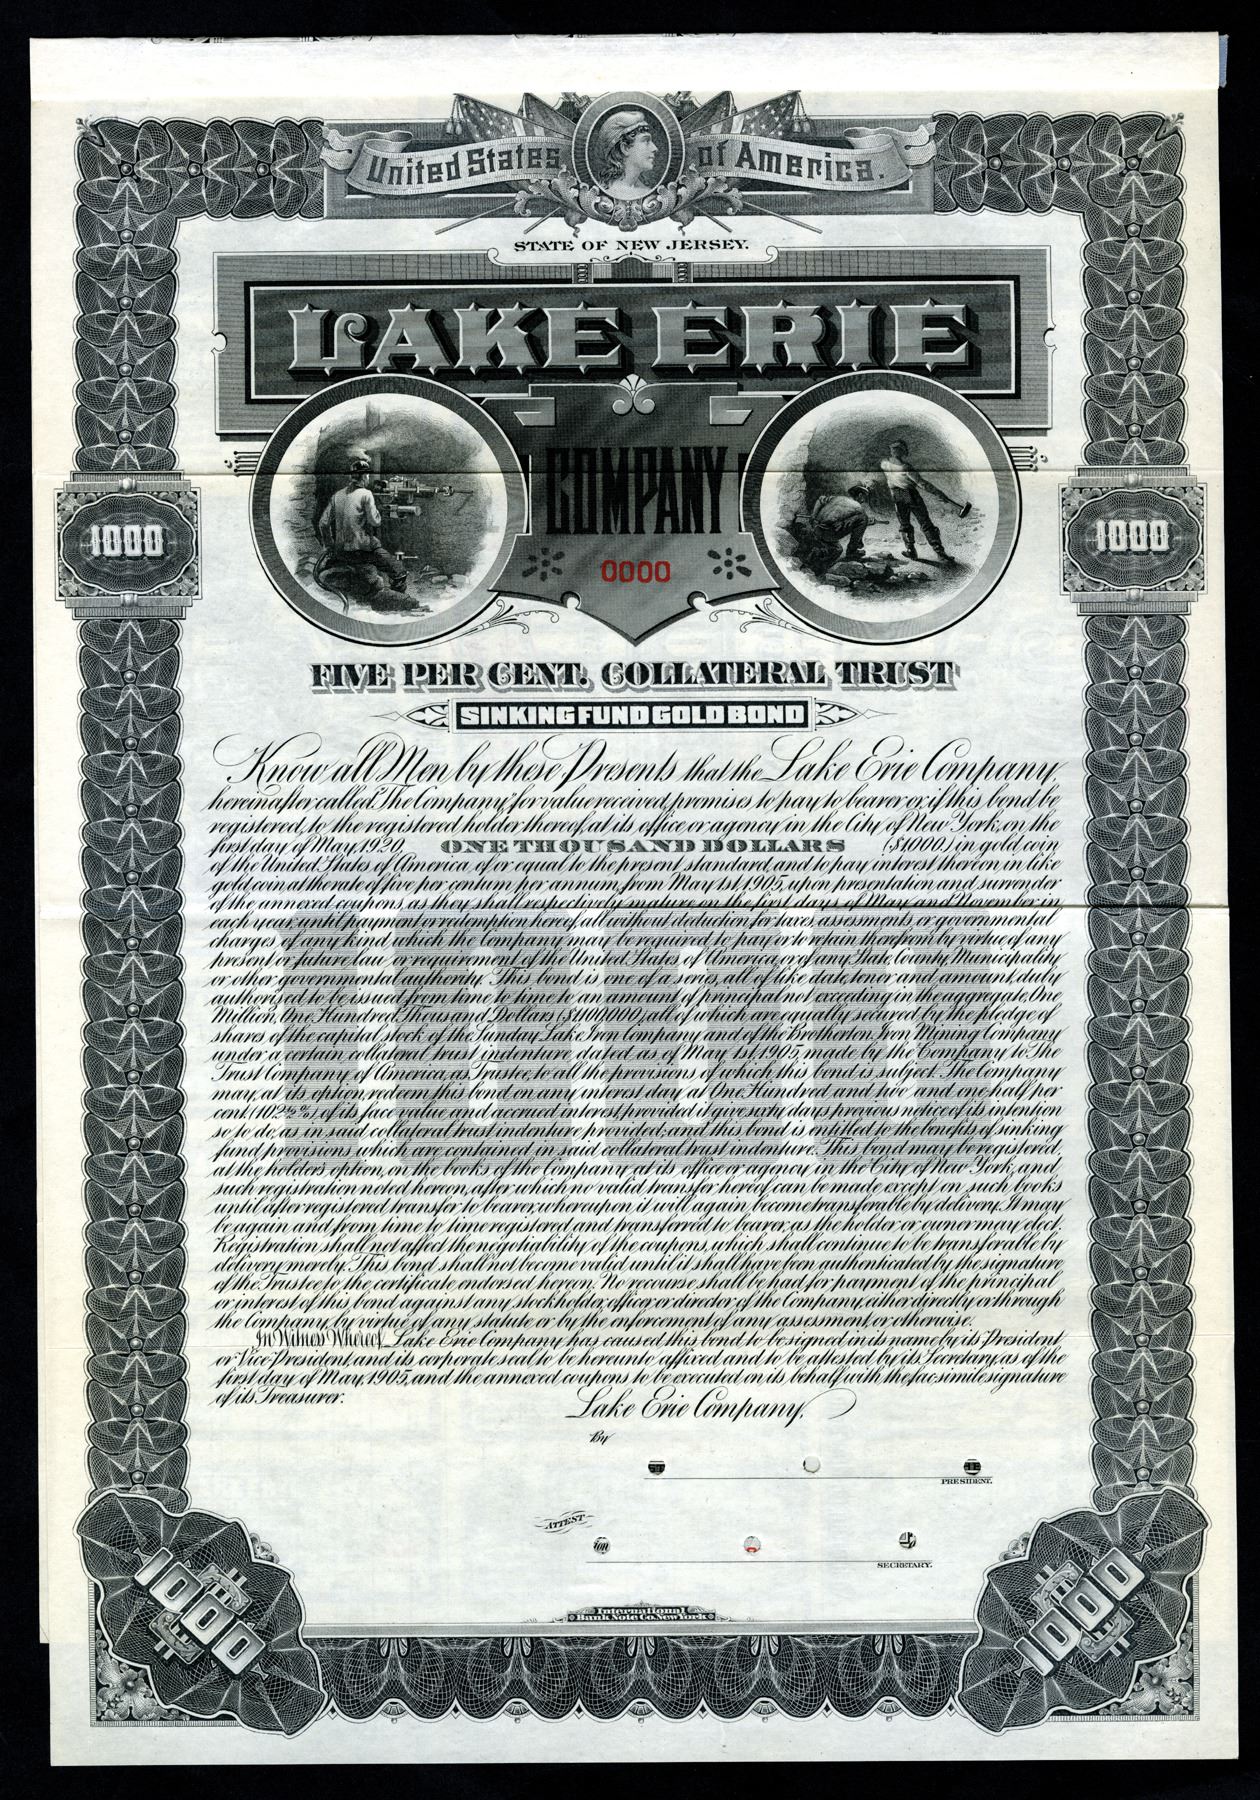 United States of America.
STATE OF NEW JERSEY.
LAKE ERIE
COMPANY
0000
1000
1000
FIVE PER CENT. COLLATERAL TRUST
SINKING FUND GOLD BOND
Know all Men by these Presents that the Lake Erie Company,
hereinafter called "The Company" for value received, promises to pay to bearer or, if this bond be
registered, to the registered holder thereof, at its office or agency in the City of New York, on the
first day of May, 1920, ONE THOUSAND DOLLARS ($1000) in gold coin
of the United States of America of or equal to the present standard, and to pay interest thereon in like
gold coin at the rate of five per centum per annum, from May 1st, 1905, upon presentation and surrender
of the annexed coupons, as they shall respectively mature on the first days of May and November in
each year, until payment or redemption hereof, all without deduction for taxes, assessments, or governmental
charges of any kind which the Company may be required to pay or to retain therefrom by virtue of any
present or future law or requirement of the United States of America, or of any State, County, Municipality
or other governmental authority. This bond is one of a series, all of like date, tenor and amount, duly
authorised to be issued from time to time to an amount of principal not exceeding in the aggregate, One
Million, One Hundred Thousand Dollars ($1,100,000), all of which are equally secured by the pledge of
shares of the capital stock of the Sunday Lake Iron Company and of the Brotherton Iron Mining Company
under a certain collateral trust indenture dated as of May 1st, 1905, made by the Company to The
Trust Company of America, as Trustee, to all the provisions of which this bond is subject. The Company
may, at its option, redeem this bond on any interest day at One Hundred and two and one half per
cent. (102½%) of its face value and accrued interest provided it give sixty days previous notice of its intention
so to do, as in said collateral trust indenture provided; and this bond is entitled to the benefits of sinking
fund provisions which are contained in said collateral trust indenture. This bond may be registered,
at the holder's option, on the books of the Company at its office or agency in the City of New York, and
such registration noted hereon, after which no valid transfer hereof can be made except on such books
until after registered transfer to bearer, whereupon it will again become transferable by delivery. It may
be again and from time to time registered and transferred to bearer, as the holder or owner may elect.
Registration shall not affect the negotiability of the coupons, which shall continue to be transferable by
delivery merely. This bond shall not become valid until it shall have been authenticated by the signature
of the Trustee to the certificate endorsed hereon. No recourse shall be had for payment of the principal
or interest of this bond against any stockholder, officer or director of the Company, either directly or through
the Company, by virtue of any statute or by the enforcement of any assessment, or otherwise.
In Witness Whereof, Lake Erie Company has caused this bond to be signed in its name by its President
or Vice President, and its corporate seal to be hereunto affixed and to be attested by its Secretary, as of the
first day of May, 1905, and the annexed coupons to be executed on its behalf with the fac-simile signature
of its Treasurer.
Lake Erie Company,
By
PRESIDENT.
ATTEST
SECRETARY.
International
Bank Note Co. New York
1000
1000